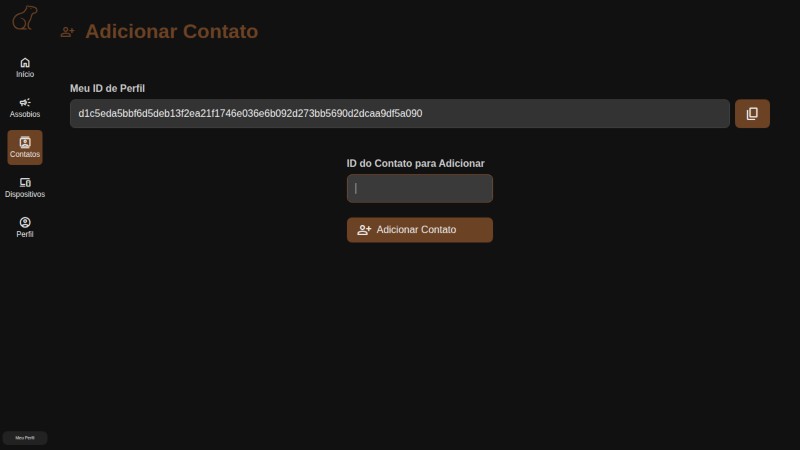 Adicionar Contato
Início
Assobios
Contatos
Dispositivos
Perfil
Meu ID de Perfil
d1c5eda5bbf6d5deb13f2ea21f1746e036e6b092d273bb5690d2dcaa9df5a090
ID do Contato para Adicionar
Adicionar Contato
Meu Perfil